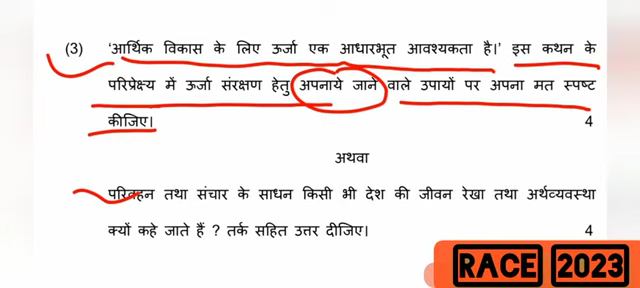 (3) 'आर्थिक विकास के लिए ऊर्जा एक आधारभूत आवश्यकता है।' इस कथन के
परिप्रेक्ष्य में ऊर्जा संरक्षण हेतु अपनाये जाने वाले उपायों पर अपना मत स्पष्ट
कीजिए। 4
अथवा
परिवहन तथा संचार के साधन किसी भी देश की जीवन रेखा तथा अर्थव्यवस्था
क्यों कहे जाते हैं ? तर्क सहित उत्तर दीजिए। 4
RACE 2023